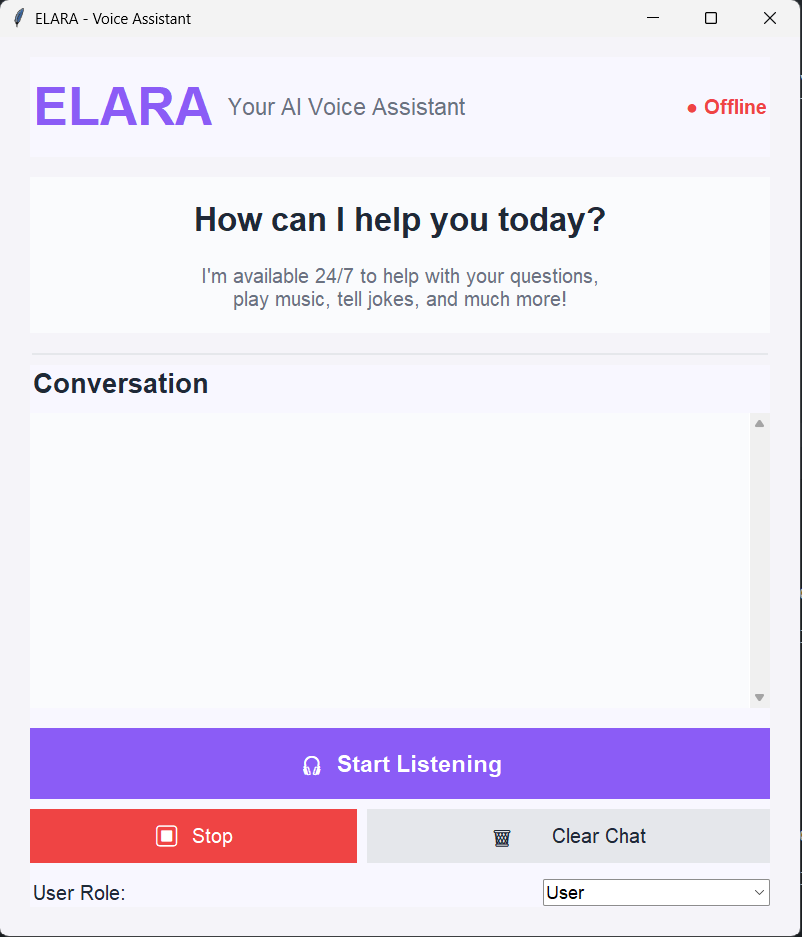 ELARA - Voice Assistant
ELARA Your AI Voice Assistant ● Offline
How can I help you today?
I'm available 24/7 to help with your questions,
play music, tell jokes, and much more!
Conversation
Start Listening
Stop Clear Chat
User Role: User